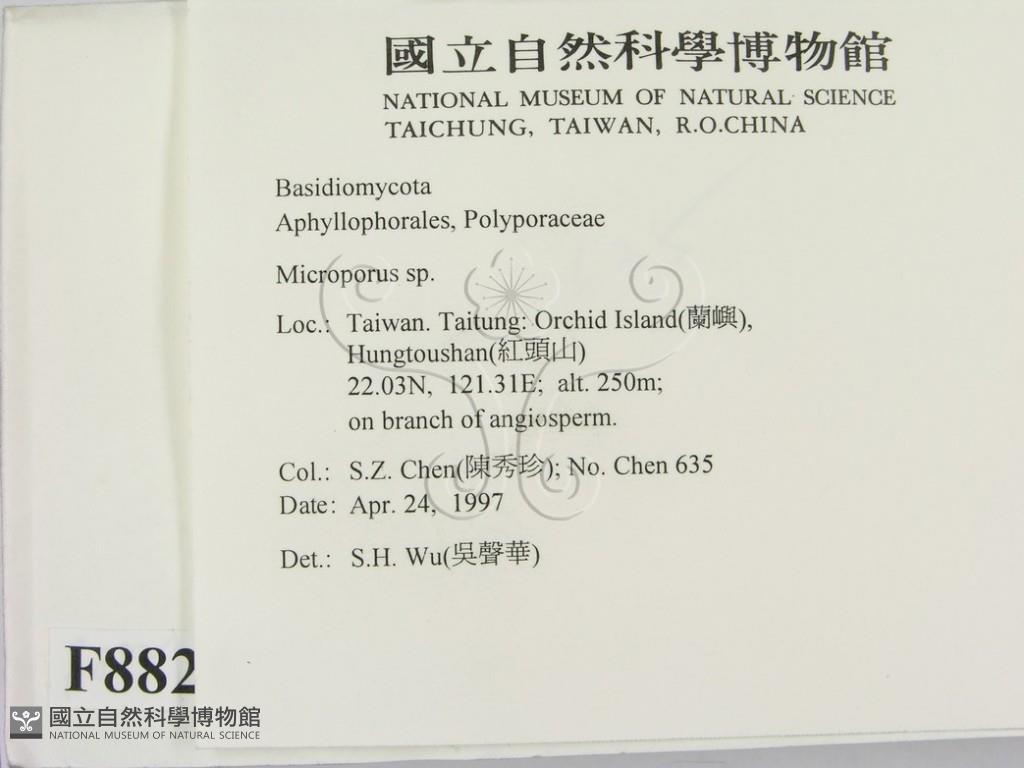 國立自然科學博物館
NATIONAL MUSEUM OF NATURAL SCIENCE
TAICHUNG, TAIWAN, R.O.CHINA
Basidiomycota
Aphyllophorales, Polyporaceae
Microporus sp.
Loc.: Taiwan. Taitung: Orchid Island(蘭嶼),
Hungtoushan(紅頭山)
22.03N, 121.31E; alt. 250m;
on branch of angiosperm.
Col.: S.Z. Chen(陳秀珍); No. Chen 635
Date: Apr. 24, 1997
Det.: S.H. Wu(吳聲華)
F882
國立自然科學博物館
NATIONAL MUSEUM OF NATURAL SCIENCE